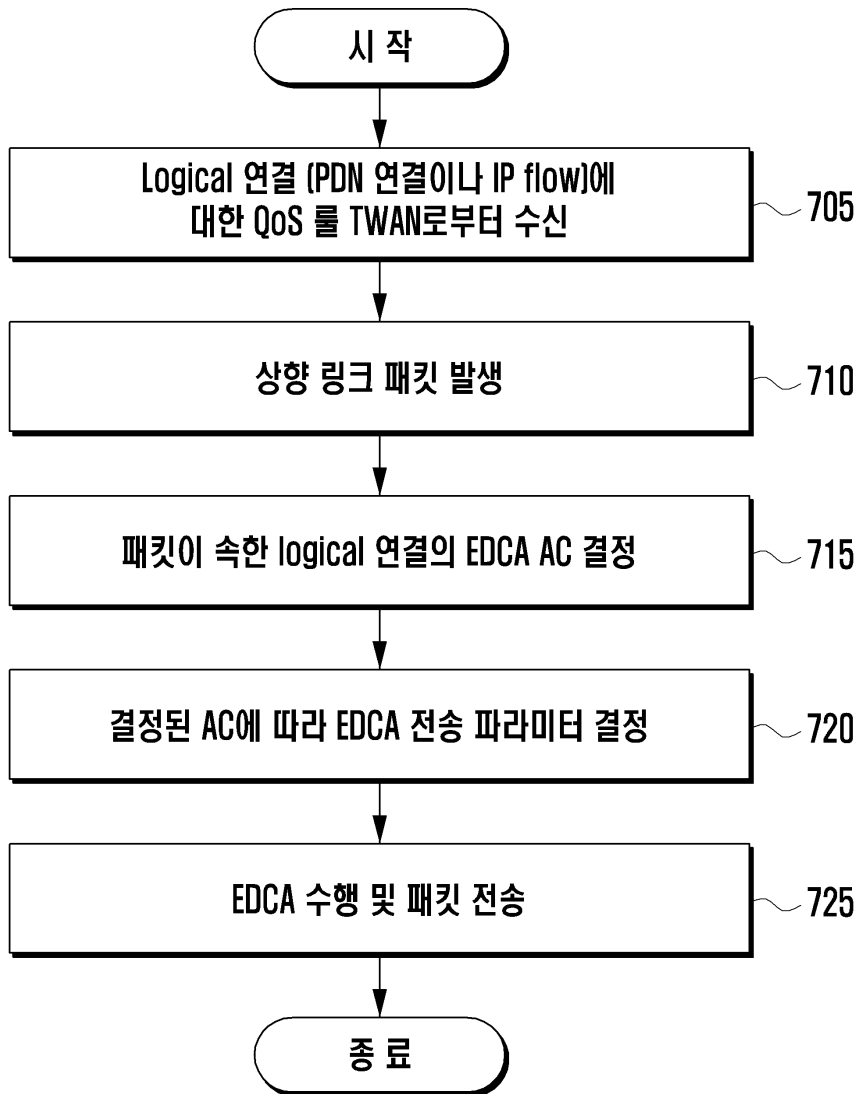 시 작
Logical 연결 (PDN 연결이나 IP flow)에
대한 QoS 룰 TWAN로부터 수신
705
상향 링크 패킷 발생
710
패킷이 속한 logical 연결의 EDCA AC 결정
715
결정된 AC에 따라 EDCA 전송 파라미터 결정
720
EDCA 수행 및 패킷 전송
725
종 료